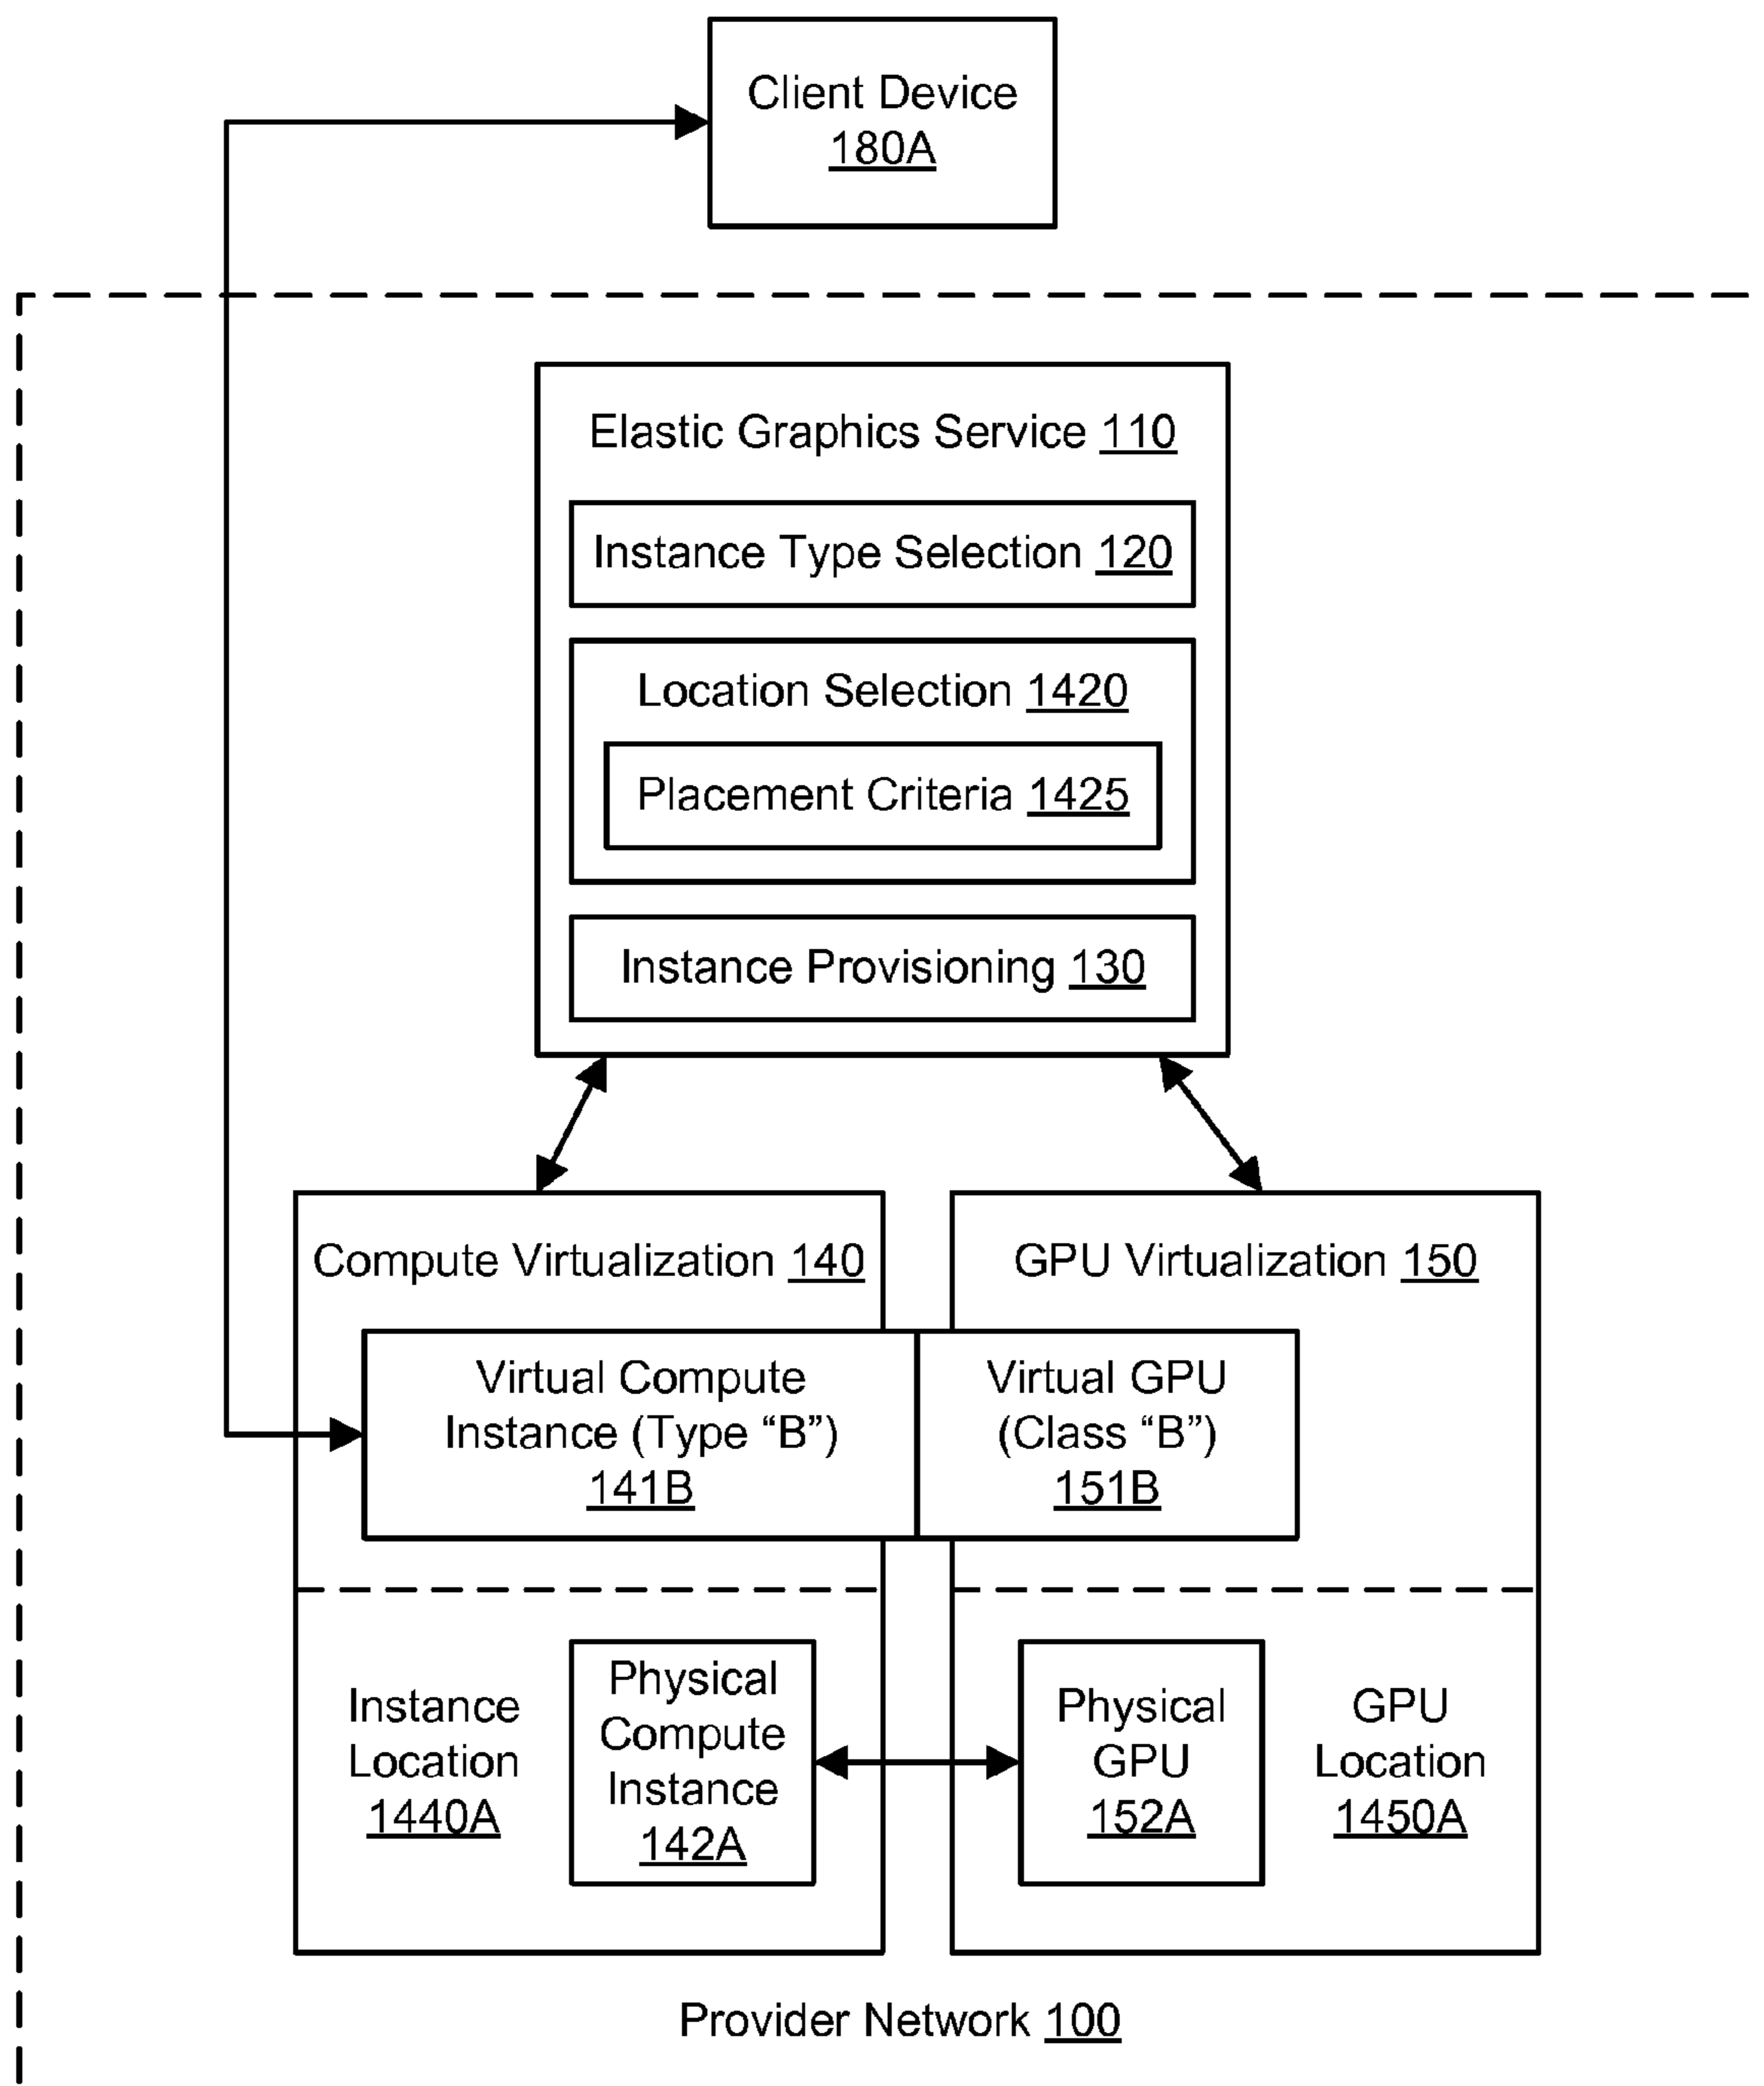 Client Device
180A
Elastic Graphics Service 110
Instance Type Selection 120
Location Selection 1420
Placement Criteria 1425
Instance Provisioning 130
Compute Virtualization 140
GPU Virtualization 150
Virtual Compute
Instance (Type “B”)
141B
Virtual GPU
(Class “B”)
151B
Instance
Location
1440A
Physical
Compute
Instance
142A
Physical
GPU
152A
GPU
Location
1450A
Provider Network 100